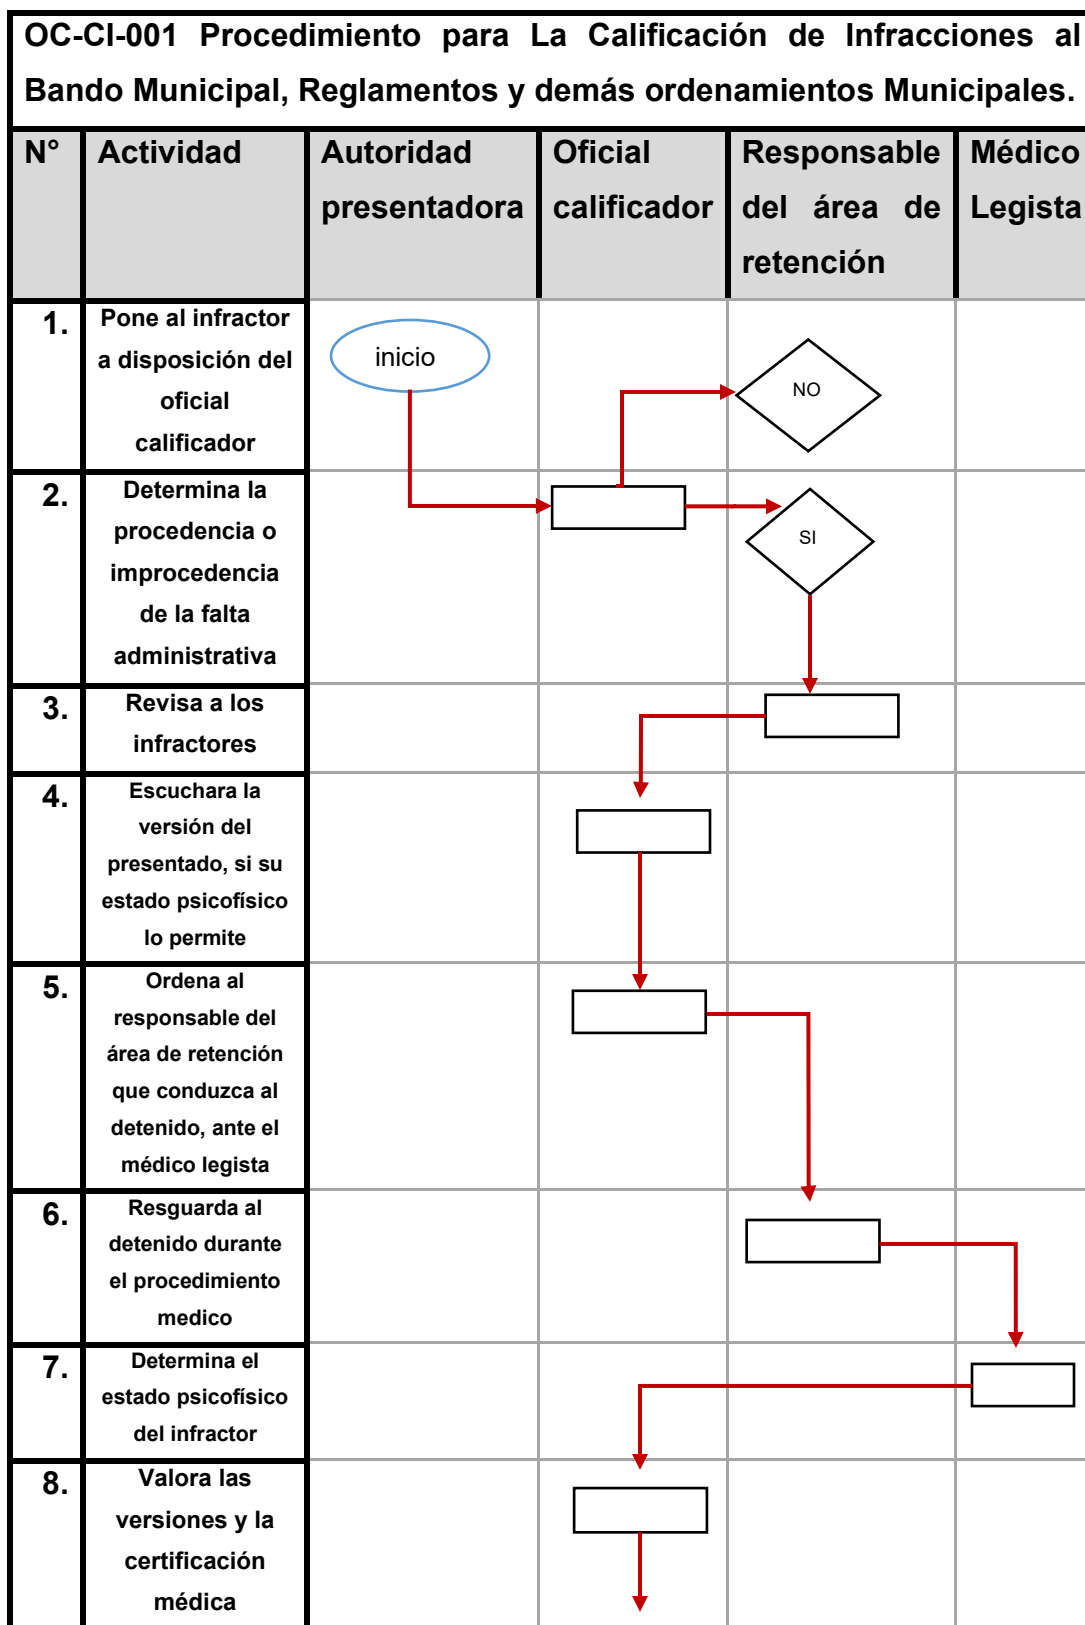 OC-CI-001 Procedimiento para La Calificación de Infracciones al
Bando Municipal, Reglamentos y demás ordenamientos Municipales.
N°
Actividad
Autoridad
presentadora
Oficial
calificador
Responsable
del área de
retención
Médico
Legista
1.
Pone al infractor
a disposición del
oficial
calificador
inicio
NO
2.
Determina la
procedencia o
improcedencia
de la falta
administrativa
SI
3.
Revisa a los
infractores
4.
Escuchara la
versión del
presentado, si su
estado psicofísico
lo permite
5.
Ordena al
responsable del
área de retención
que conduzca al
detenido, ante el
médico legista
6.
Resguarda al
detenido durante
el procedimiento
medico
7.
Determina el
estado psicofísico
del infractor
8.
Valora las
versiones y la
certificación
médica